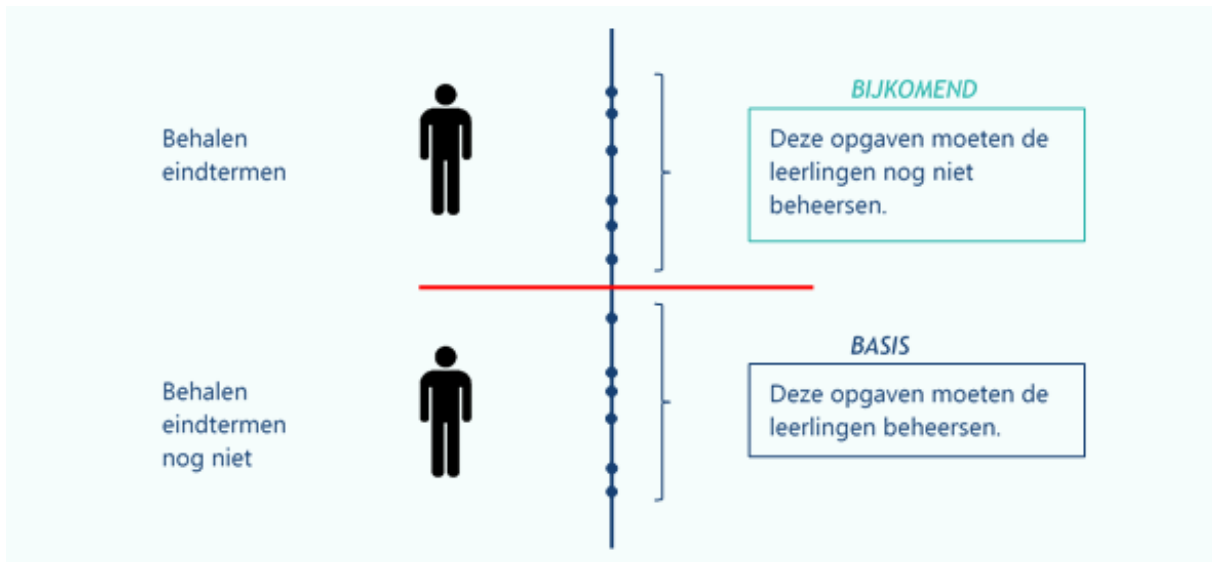 Behalen
eindtermen
BIJKOMEND
Deze opgaven moeten de
leerlingen nog niet
beheersen.
Behalen
eindtermen
nog niet
BASIS
Deze opgaven moeten de
leerlingen beheersen.